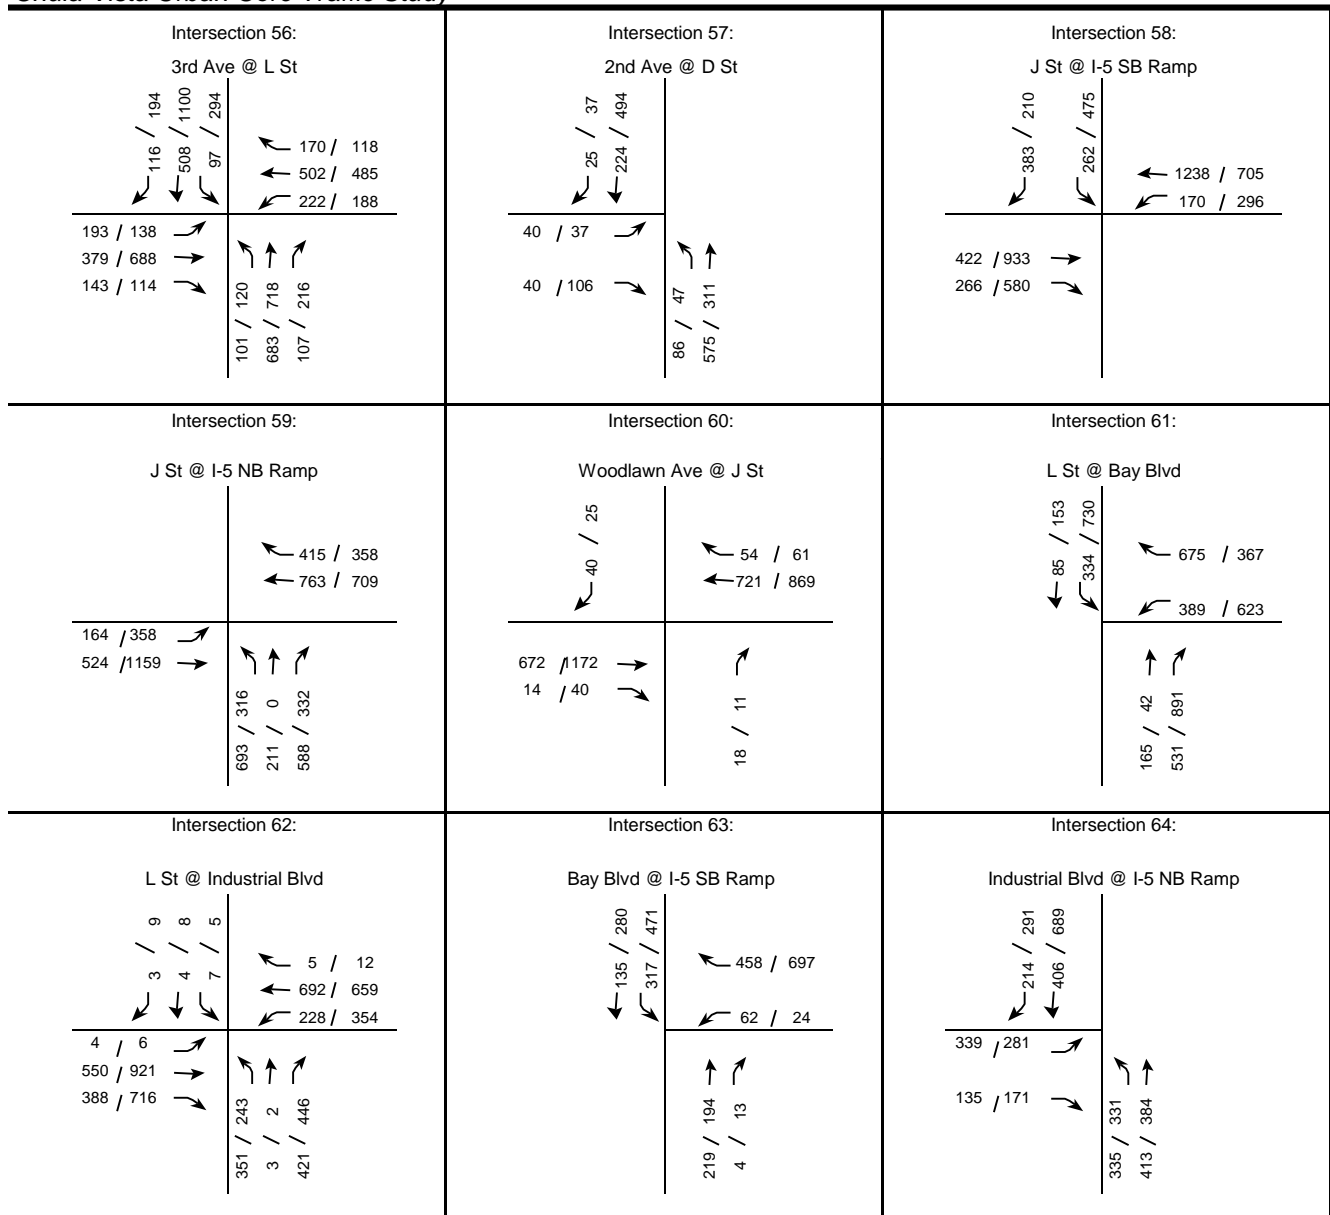 Chula Vista Urban Core Traffic Study
Intersection 56:
3rd Ave @ L St
116 / 194
508 / 1100
97 / 294
170 / 118
502 / 485
222 / 188
193 / 138
379 / 688
143 / 114
101 / 120
683 / 718
107 / 216
Intersection 57:
2nd Ave @ D St
25 / 37
224 / 494
40 / 37
40 / 106
86 / 47
575 / 311
Intersection 58:
J St @ I-5 SB Ramp
383 / 210
262 / 475
1238 / 705
170 / 296
422 / 933
266 / 580
Intersection 59:
J St @ I-5 NB Ramp
415 / 358
763 / 709
164 / 358
524 / 1159
693 / 316
211 / 0
588 / 332
Intersection 60:
Woodlawn Ave @ J St
40 / 25
54 / 61
721 / 869
672 / 1172
14 / 40
18 / 11
Intersection 61:
L St @ Bay Blvd
85 / 153
334 / 730
675 / 367
389 / 623
165 / 42
531 / 891
Intersection 62:
L St @ Industrial Blvd
3 / 9
4 / 8
7 / 5
5 / 12
692 / 659
228 / 354
4 / 6
550 / 921
388 / 716
351 / 243
3 / 2
421 / 446
Intersection 63:
Bay Blvd @ I-5 SB Ramp
135 / 280
317 / 471
458 / 697
62 / 24
219 / 194
4 / 13
Intersection 64:
Industrial Blvd @ I-5 NB Ramp
214 / 291
406 / 689
339 / 281
135 / 171
335 / 331
413 / 384